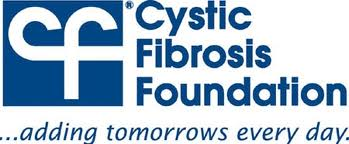 cf® Cystic
Fibrosis
Foundation
...adding tomorrows every day.